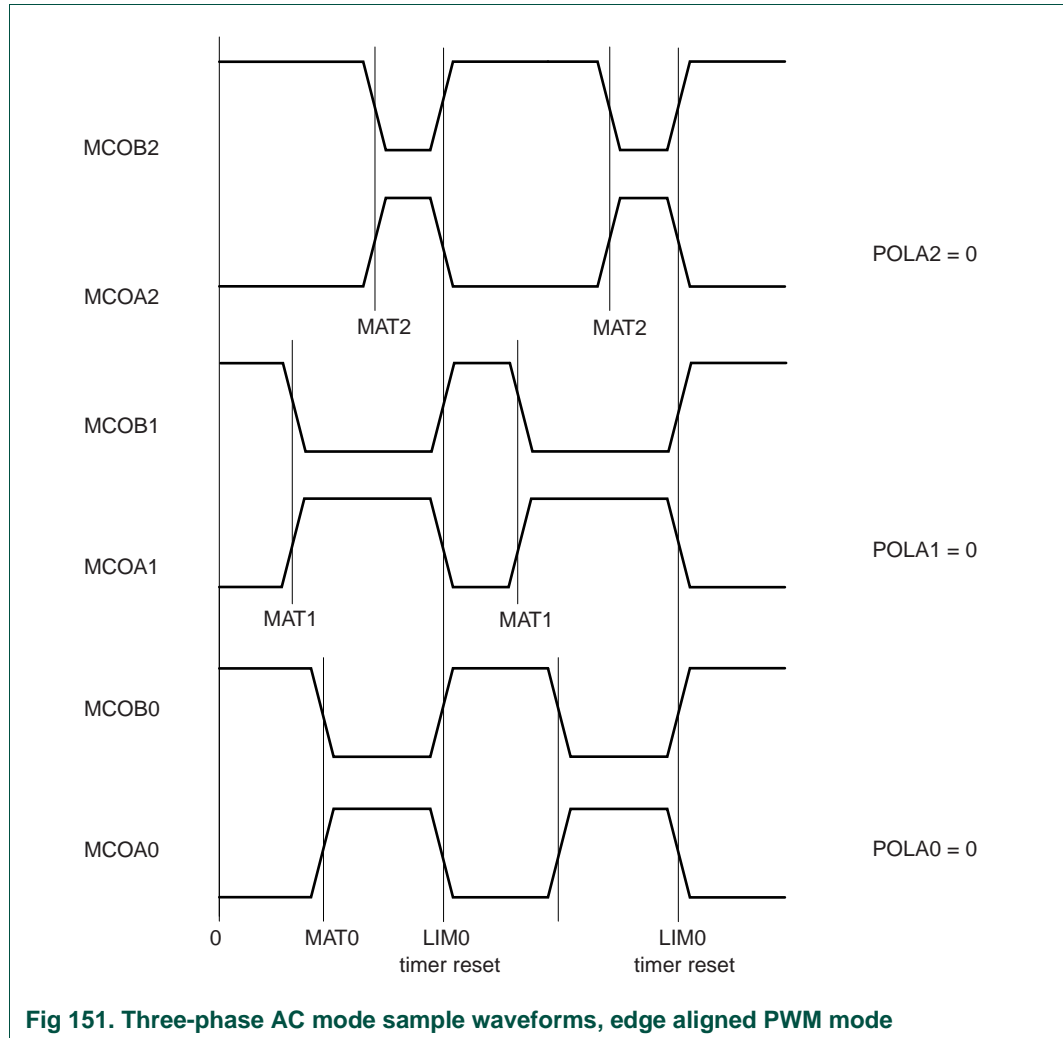 MCOB2
POLA2 = 0
MCOA2
MAT2 MAT2
MCOB1
MCOA1
POLA1 = 0
MAT1 MAT1
MCOB0
MCOA0
POLA0 = 0
0 MAT0 LIM0 LIM0
timer reset timer reset
Fig 151. Three-phase AC mode sample waveforms, edge aligned PWM mode